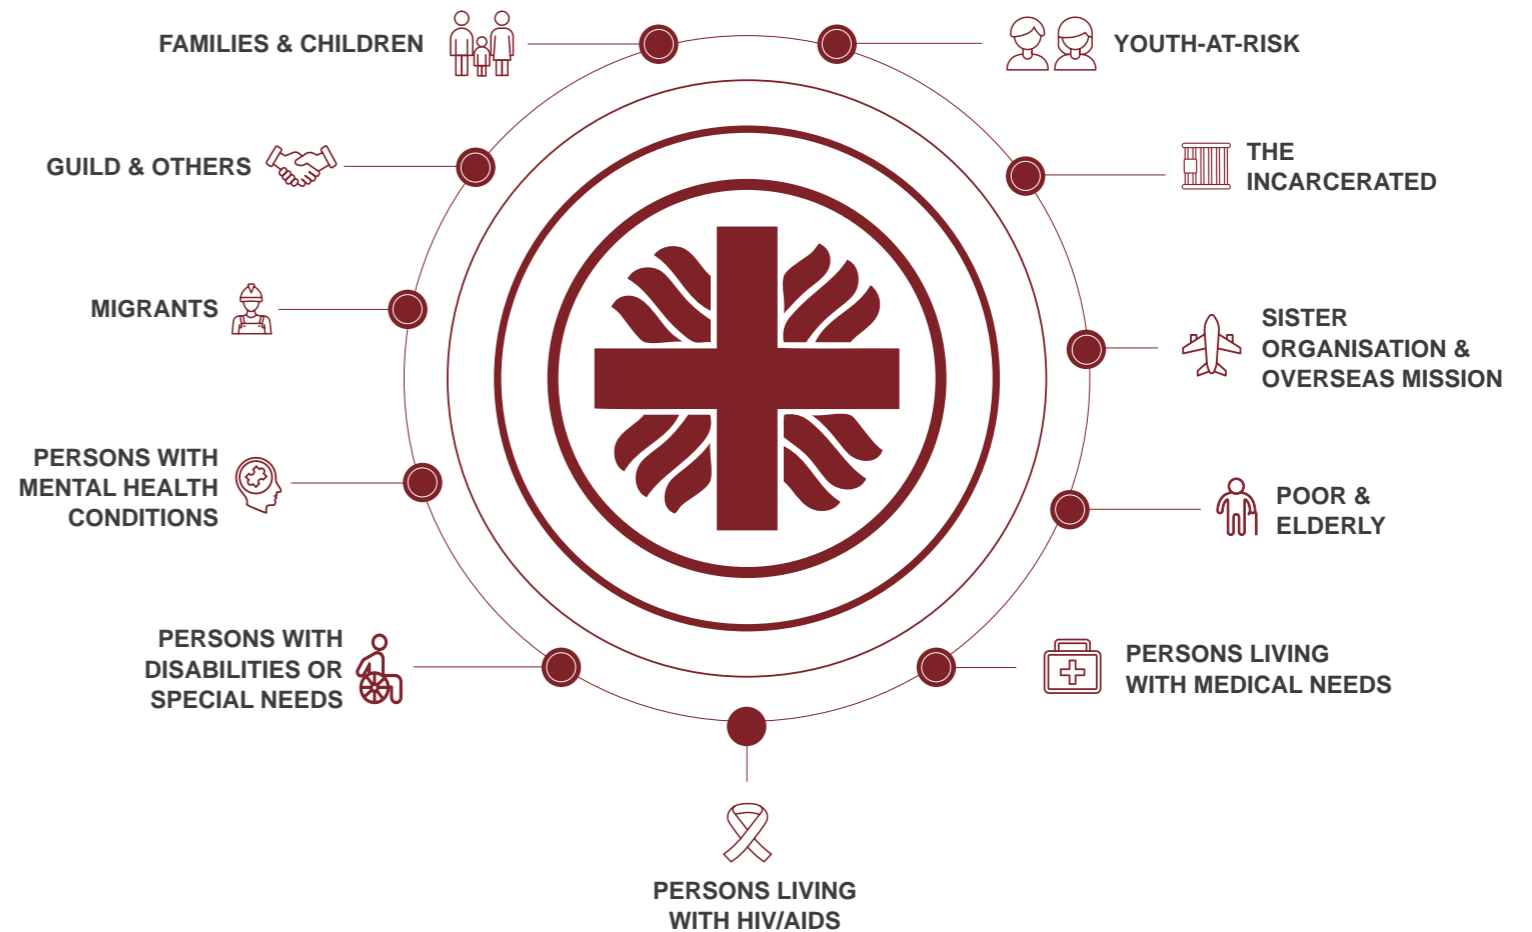 FAMILIES & CHILDREN
YOUTH-AT-RISK
GUILD & OTHERS
THE
INCARCERATED
MIGRANTS
SISTER
ORGANISATION &
OVERSEAS MISSION
PERSONS WITH
MENTAL HEALTH
CONDITIONS
POOR &
ELDERLY
PERSONS WITH
DISABILITIES OR
SPECIAL NEEDS
PERSONS LIVING
WITH MEDICAL NEEDS
PERSONS LIVING
WITH HIV/AIDS